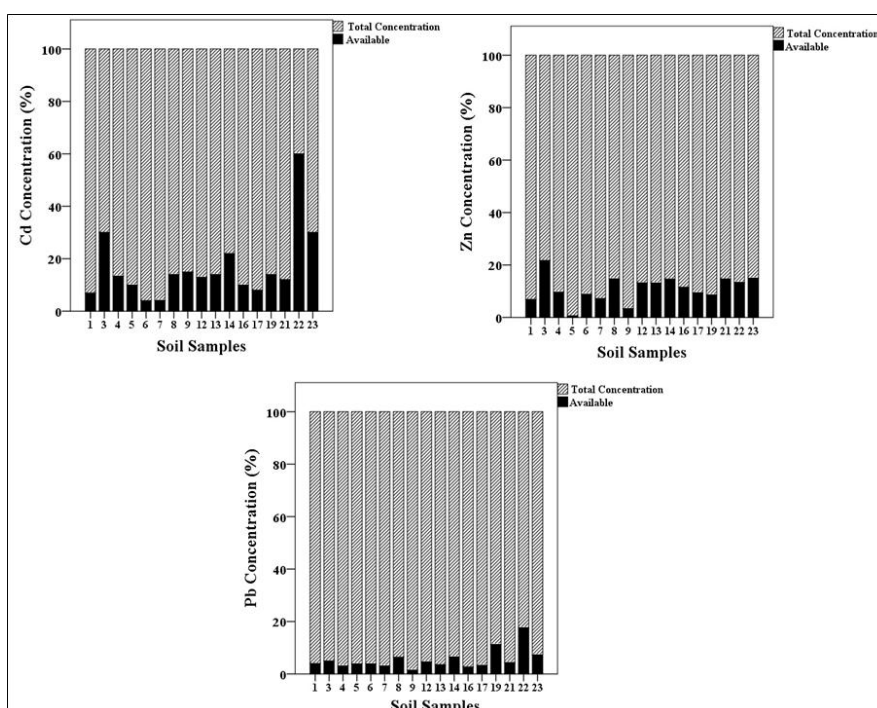 Total Concentration
Available
Cd Concentration (%)
100
80
60
40
20
0
1 3 4 5 6 7 8 9 12 13 14 16 17 19 21 22 23
Soil Samples
Total Concentration
Available
Zn Concentration (%)
100
80
60
40
20
0
1 3 4 5 6 7 8 9 12 13 14 16 17 19 21 22 23
Soil Samples
Total Concentration
Available
Pb Concentration (%)
100
80
60
40
20
0
1 3 4 5 6 7 8 9 12 13 14 16 17 19 21 22 23
Soil Samples